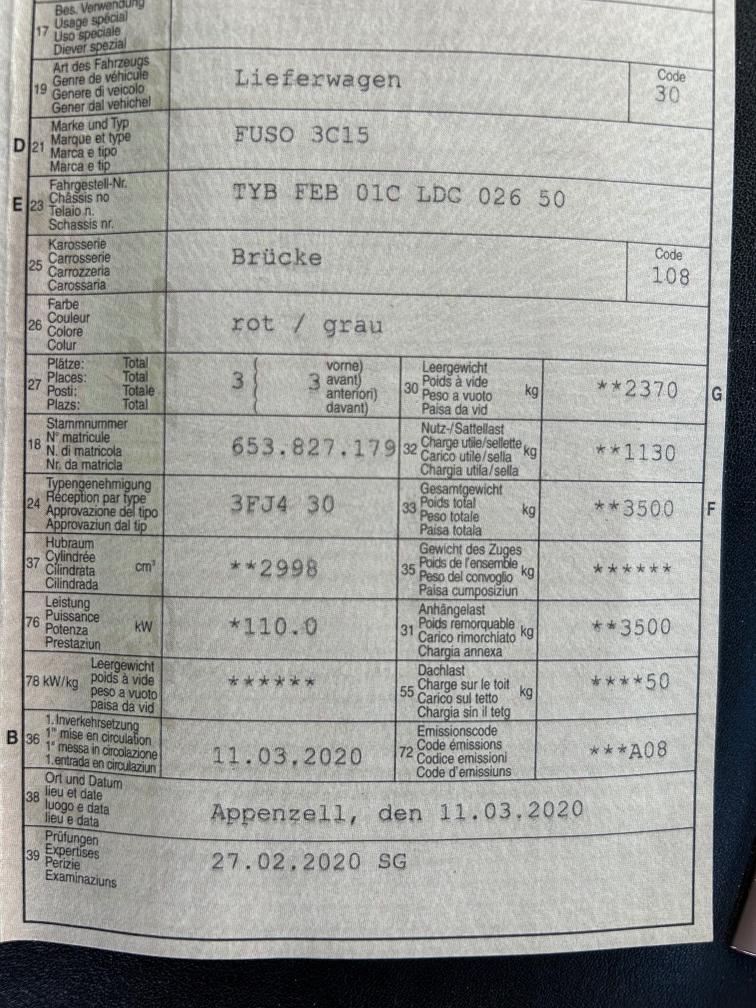 17 Bes. Verwendung
Usage spécial
Uso speciale
Diever spezial
19 Art des Fahrzeugs
Genre de véhicule
Genere di veicolo
Gener dal vehichel
Lieferwagen
Code
30
D 21 Marke und Typ
Marque et type
Marca e tipo
Marca e tip
FUSO 3C15
E 23 Fahrgestell-Nr.
Châssis no
Telaio n.
Schassis nr.
TYB FEB 01C LDG 026 50
25 Karosserie
Carrosserie
Carrozzeria
Carossaria
Brücke
Code
108
26 Farbe
Couleur
Colore
Colur
rot / grau
27 Plätze: Total
Places: Total
Posti: Totale
Plazs: Total
3 ( 3 vorne)
avant)
anteriori)
( davant)
30 Leergewicht
Poids à vide
Peso a vuoto
Paisa da vid
kg
**2370
G
18 Stammnummer
N° matricule
N. di matricola
Nr. da matricla
653.827.179
32 Nutz-/Sattellast
Charge utile/sellette
Carico utile/sella
Chargia utila/sella
kg
**1130
24 Typengenehmigung
Réception par type
Approvazione del tipo
Approvaziun dal tip
3FJ4 30
33 Gesamtgewicht
Poids total
Peso totale
Paisa totala
kg
**3500
F
37 Hubraum
Cylindrée
Cilindrata
Cilindrada
cm³
**2998
35 Gewicht des Zuges
Poids de l'ensemble
Peso del convoglio
Paisa cumposiziun
kg
******
76 Leistung
Puissance
Potenza
Prestaziun
kW
*110.0
31 Anhängelast
Poids remorquable
Carico rimorchiato
Chargia annexa
kg
**3500
78 kW/kg Leergewicht
poids à vide
peso a vuoto
paisa da vid
******
55 Dachlast
Charge sur le toit
Carico sul tetto
Chargia sin il tetg
kg
****50
B 36 1. Inverkehrsetzung
1re mise en circulation
1a messa in circolazione
1. entrada en circulaziun
11.03.2020
72 Emissionscode
Code émissions
Codice emissioni
Code d'emissiuns
***A08
38 Ort und Datum
lieu et date
luogo e data
lieu e data
Appenzell, den 11.03.2020
39 Prüfungen
Expertises
Perizie
Examinaziuns
27.02.2020 SG